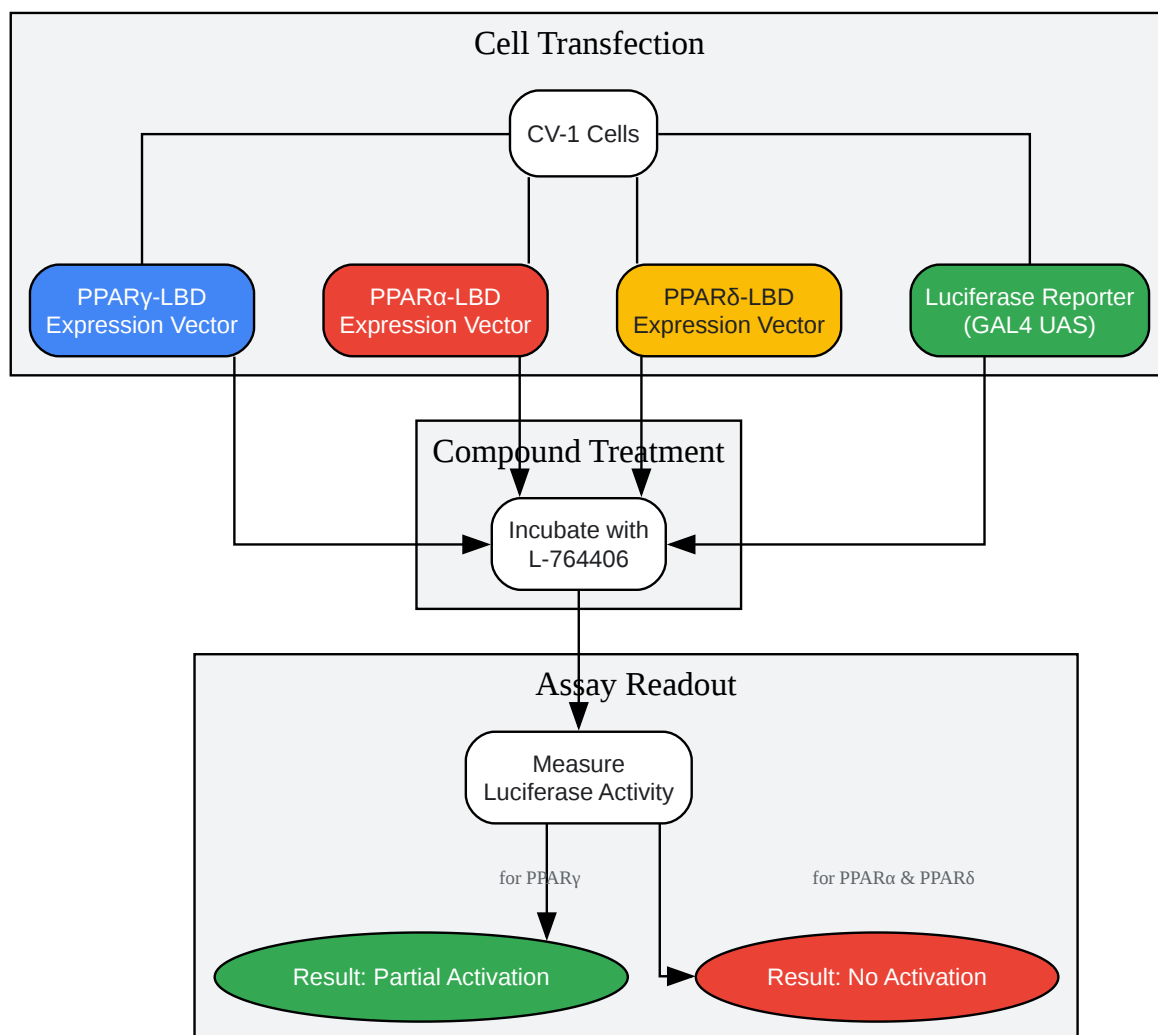 Cell Transfection
CV-1 Cells
PPARγ-LBD
Expression Vector
PPARα-LBD
Expression Vector
PPARδ-LBD
Expression Vector
Luciferase Reporter
(GAL4 UAS)
Compound Treatment
Incubate with
L-764406
Assay Readout
Measure
Luciferase Activity
for PPARγ
for PPARα & PPARδ
Result: Partial Activation
Result: No Activation